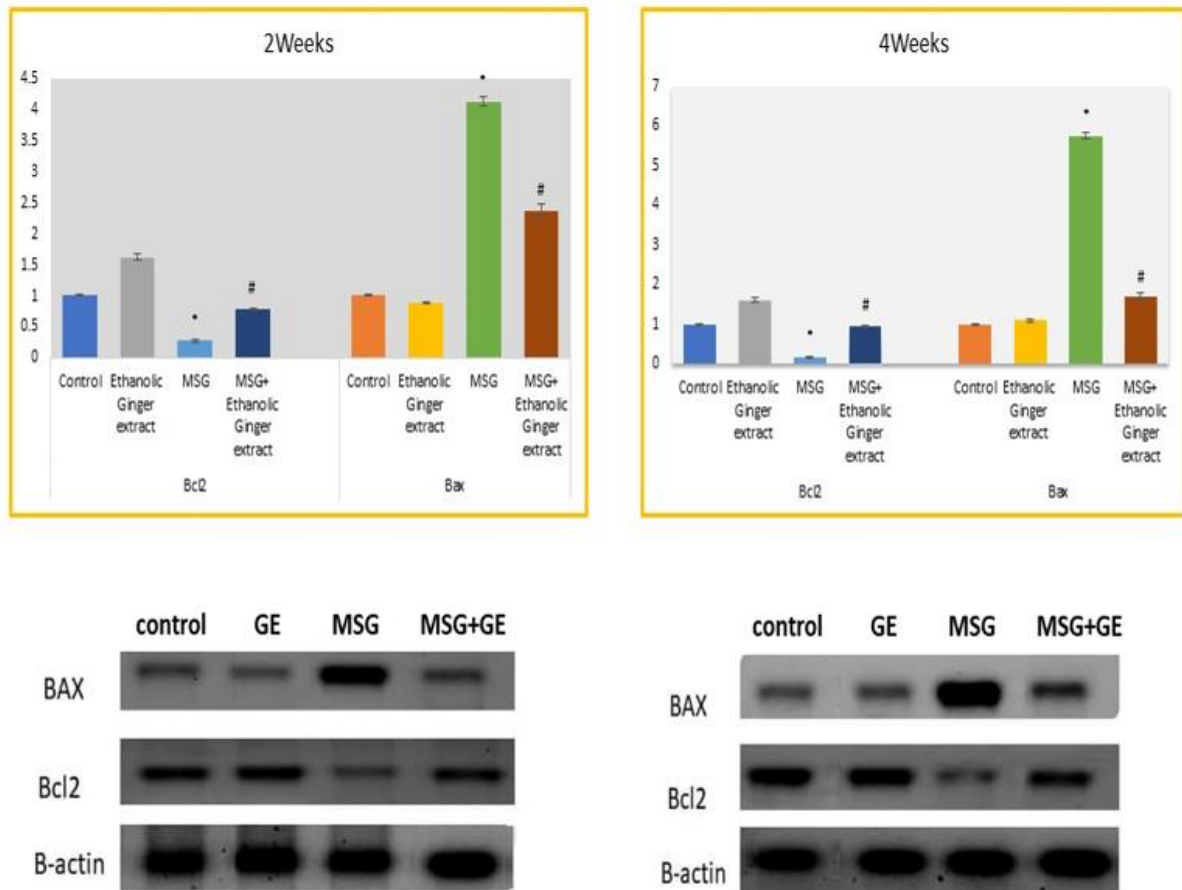 2Weeks
4.5
4
3.5
3
2.5
2
1.5
1
0.5
0
*
#
*
#
Control Ethanolic MSG MSG+ Control Ethanolic MSG MSG+
Ginger Ethanolic Ginger Ethanolic
extract Ginger extract Ginger
extract extract
Bcl2 Bax
4Weeks
7
6
5
4
3
2
1
0
*
#
*
#
Control Ethanolic MSG MSG+ Control Ethanolic MSG MSG+
Ginger Ethanolic Ginger Ethanolic
extract Ginger extract Ginger
extract extract
Bcl2 Bax
control GE MSG MSG+GE
BAX
Bcl2
B-actin
control GE MSG MSG+GE
BAX
Bcl2
B-actin